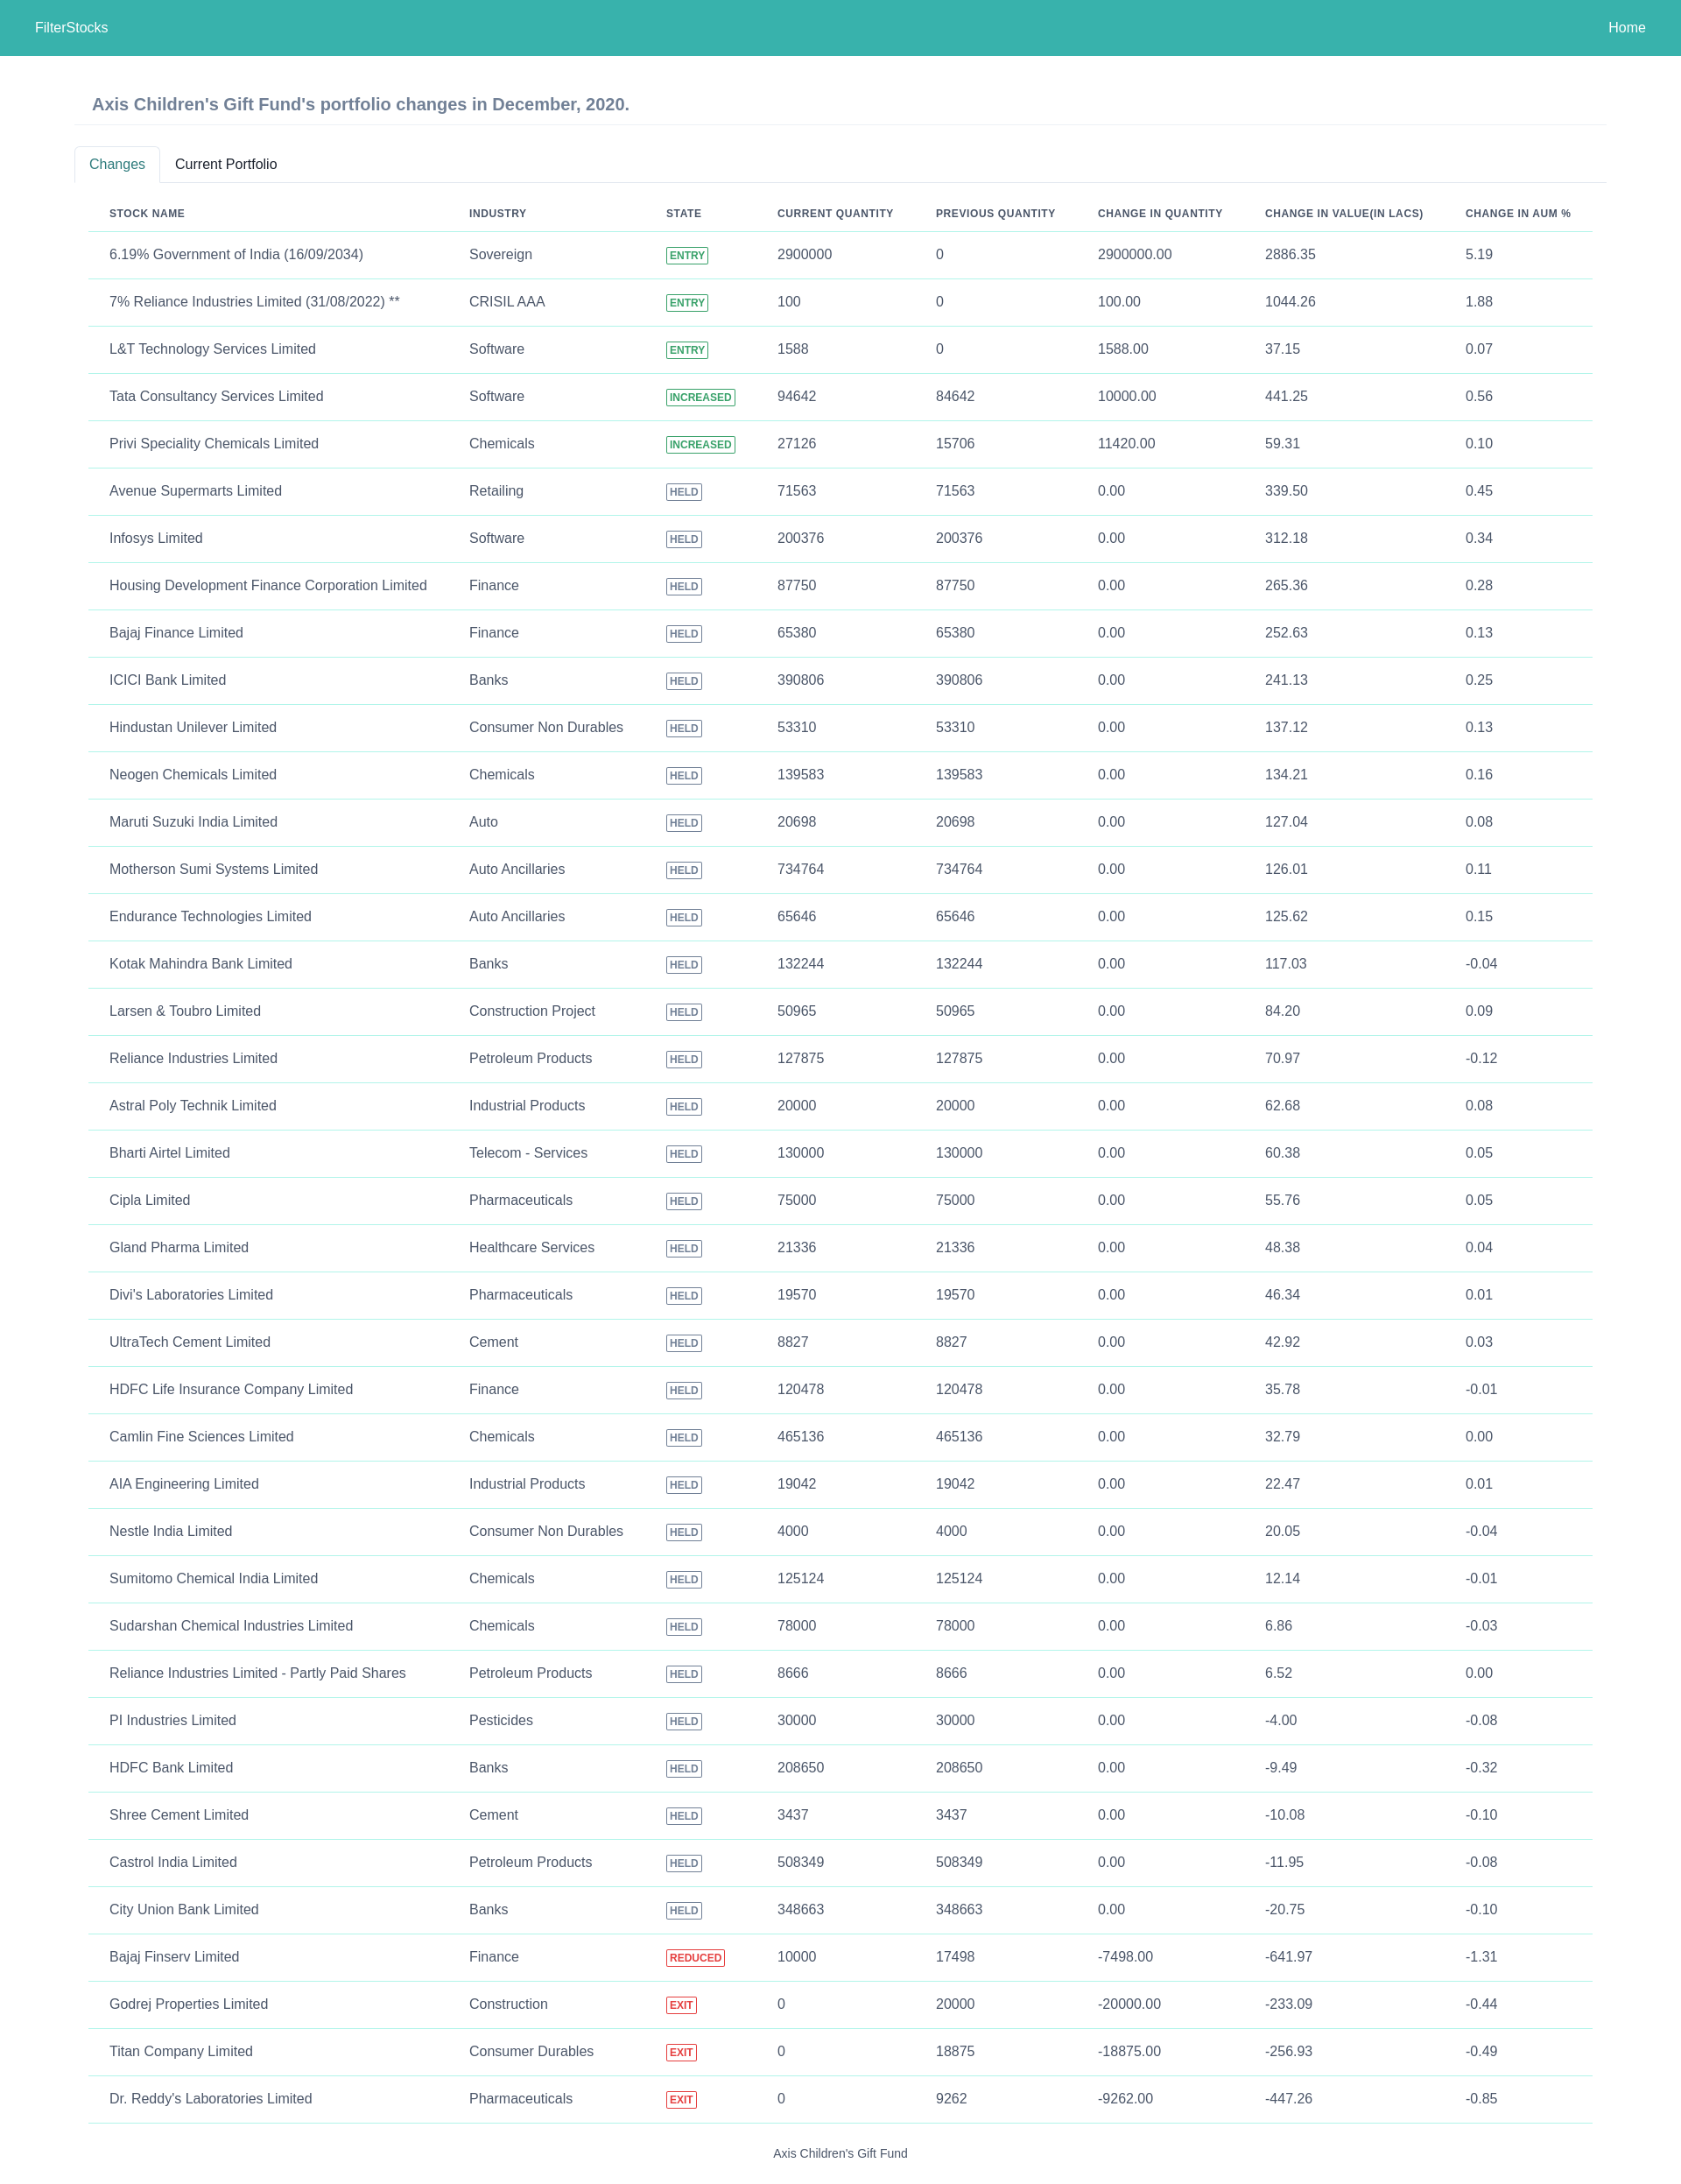 FilterStocks Home
Axis Children's Gift Fund's portfolio changes in December, 2020.
Changes Current Portfolio
STOCK NAME INDUSTRY STATE CURRENT QUANTITY PREVIOUS QUANTITY CHANGE IN QUANTITY CHANGE IN VALUE(IN LACS) CHANGE IN AUM %
6.19% Government of India (16/09/2034) Sovereign ENTRY 2900000 0 2900000.00 2886.35 5.19
7% Reliance Industries Limited (31/08/2022) ** CRISIL AAA ENTRY 100 0 100.00 1044.26 1.88
L&T Technology Services Limited Software ENTRY 1588 0 1588.00 37.15 0.07
Tata Consultancy Services Limited Software INCREASED 94642 84642 10000.00 441.25 0.56
Privi Speciality Chemicals Limited Chemicals INCREASED 27126 15706 11420.00 59.31 0.10
Avenue Supermarts Limited Retailing HELD 71563 71563 0.00 339.50 0.45
Infosys Limited Software HELD 200376 200376 0.00 312.18 0.34
Housing Development Finance Corporation Limited Finance HELD 87750 87750 0.00 265.36 0.28
Bajaj Finance Limited Finance HELD 65380 65380 0.00 252.63 0.13
ICICI Bank Limited Banks HELD 390806 390806 0.00 241.13 0.25
Hindustan Unilever Limited Consumer Non Durables HELD 53310 53310 0.00 137.12 0.13
Neogen Chemicals Limited Chemicals HELD 139583 139583 0.00 134.21 0.16
Maruti Suzuki India Limited Auto HELD 20698 20698 0.00 127.04 0.08
Motherson Sumi Systems Limited Auto Ancillaries HELD 734764 734764 0.00 126.01 0.11
Endurance Technologies Limited Auto Ancillaries HELD 65646 65646 0.00 125.62 0.15
Kotak Mahindra Bank Limited Banks HELD 132244 132244 0.00 117.03 -0.04
Larsen & Toubro Limited Construction Project HELD 50965 50965 0.00 84.20 0.09
Reliance Industries Limited Petroleum Products HELD 127875 127875 0.00 70.97 -0.12
Astral Poly Technik Limited Industrial Products HELD 20000 20000 0.00 62.68 0.08
Bharti Airtel Limited Telecom - Services HELD 130000 130000 0.00 60.38 0.05
Cipla Limited Pharmaceuticals HELD 75000 75000 0.00 55.76 0.05
Gland Pharma Limited Healthcare Services HELD 21336 21336 0.00 48.38 0.04
Divi's Laboratories Limited Pharmaceuticals HELD 19570 19570 0.00 46.34 0.01
UltraTech Cement Limited Cement HELD 8827 8827 0.00 42.92 0.03
HDFC Life Insurance Company Limited Finance HELD 120478 120478 0.00 35.78 -0.01
Camlin Fine Sciences Limited Chemicals HELD 465136 465136 0.00 32.79 0.00
AIA Engineering Limited Industrial Products HELD 19042 19042 0.00 22.47 0.01
Nestle India Limited Consumer Non Durables HELD 4000 4000 0.00 20.05 -0.04
Sumitomo Chemical India Limited Chemicals HELD 125124 125124 0.00 12.14 -0.01
Sudarshan Chemical Industries Limited Chemicals HELD 78000 78000 0.00 6.86 -0.03
Reliance Industries Limited - Partly Paid Shares Petroleum Products HELD 8666 8666 0.00 6.52 0.00
PI Industries Limited Pesticides HELD 30000 30000 0.00 -4.00 -0.08
HDFC Bank Limited Banks HELD 208650 208650 0.00 -9.49 -0.32
Shree Cement Limited Cement HELD 3437 3437 0.00 -10.08 -0.10
Castrol India Limited Petroleum Products HELD 508349 508349 0.00 -11.95 -0.08
City Union Bank Limited Banks HELD 348663 348663 0.00 -20.75 -0.10
Bajaj Finserv Limited Finance REDUCED 10000 17498 -7498.00 -641.97 -1.31
Godrej Properties Limited Construction EXIT 0 20000 -20000.00 -233.09 -0.44
Titan Company Limited Consumer Durables EXIT 0 18875 -18875.00 -256.93 -0.49
Dr. Reddy's Laboratories Limited Pharmaceuticals EXIT 0 9262 -9262.00 -447.26 -0.85
Axis Children's Gift Fund